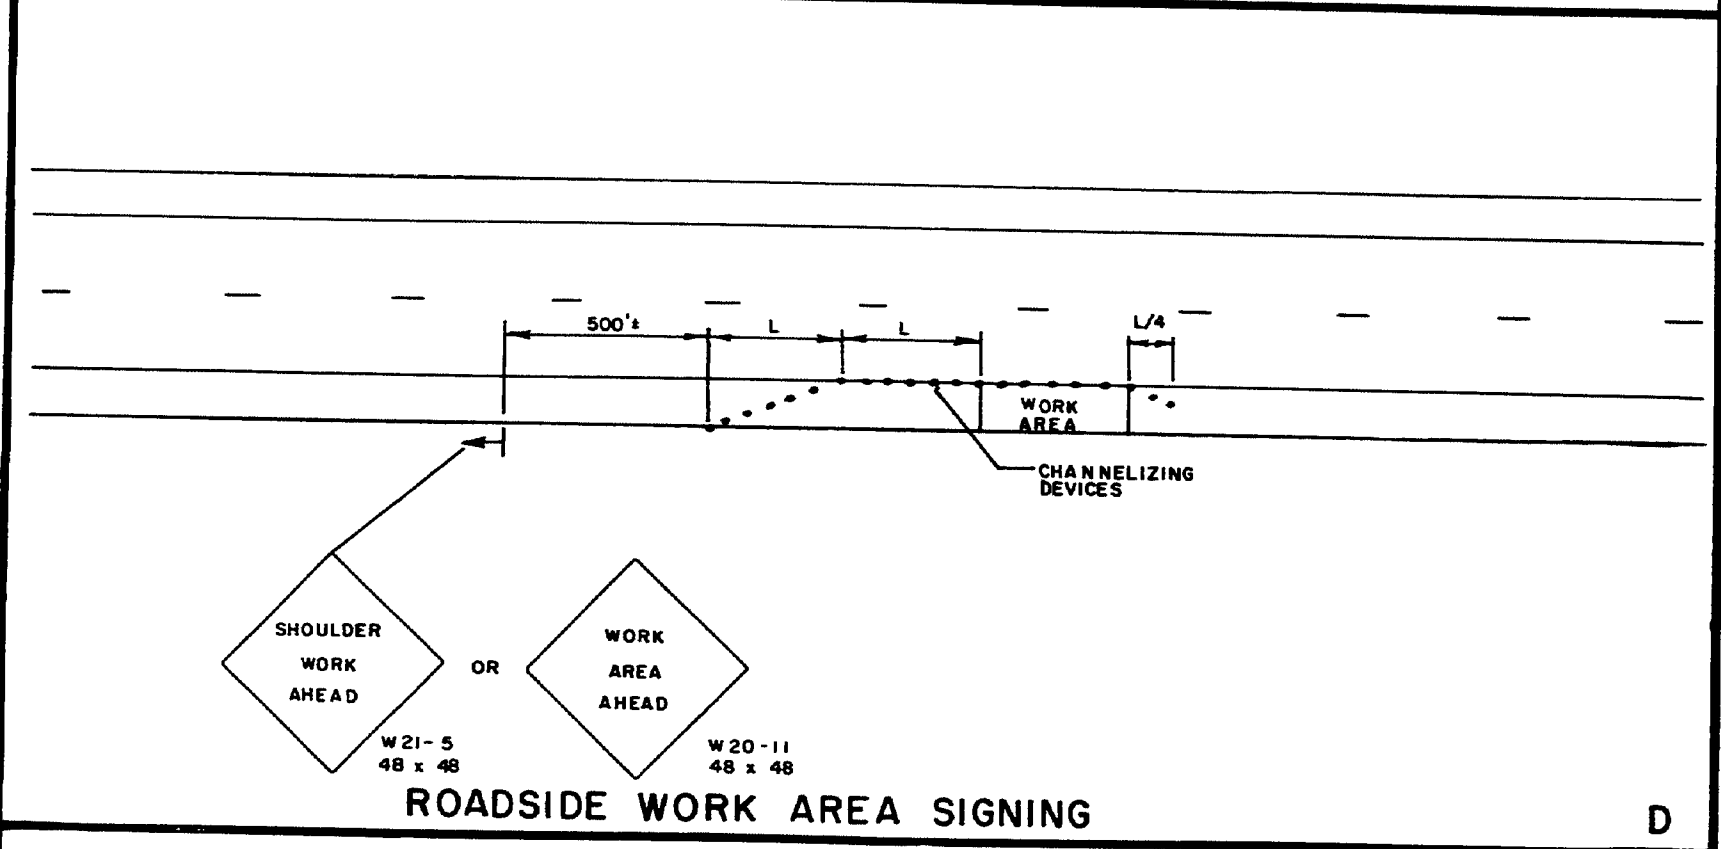 500'±
L
L
L/4
WORK
AREA
CHANNELIZING
DEVICES
SHOULDER
WORK
AHEAD
OR
WORK
AREA
AHEAD
W21-5
48 x 48
W20-11
48 x 48
ROADSIDE WORK AREA SIGNING
D